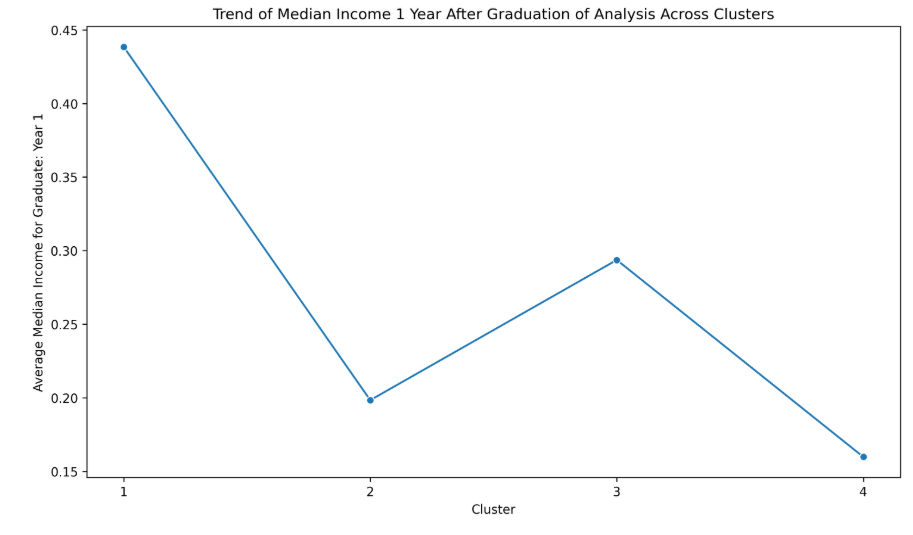 Trend of Median Income 1 Year After Graduation of Analysis Across Clusters
Average Median Income for Graduate: Year 1
0.45
0.40
0.35
0.30
0.25
0.20
0.15
1 2 3 4
Cluster